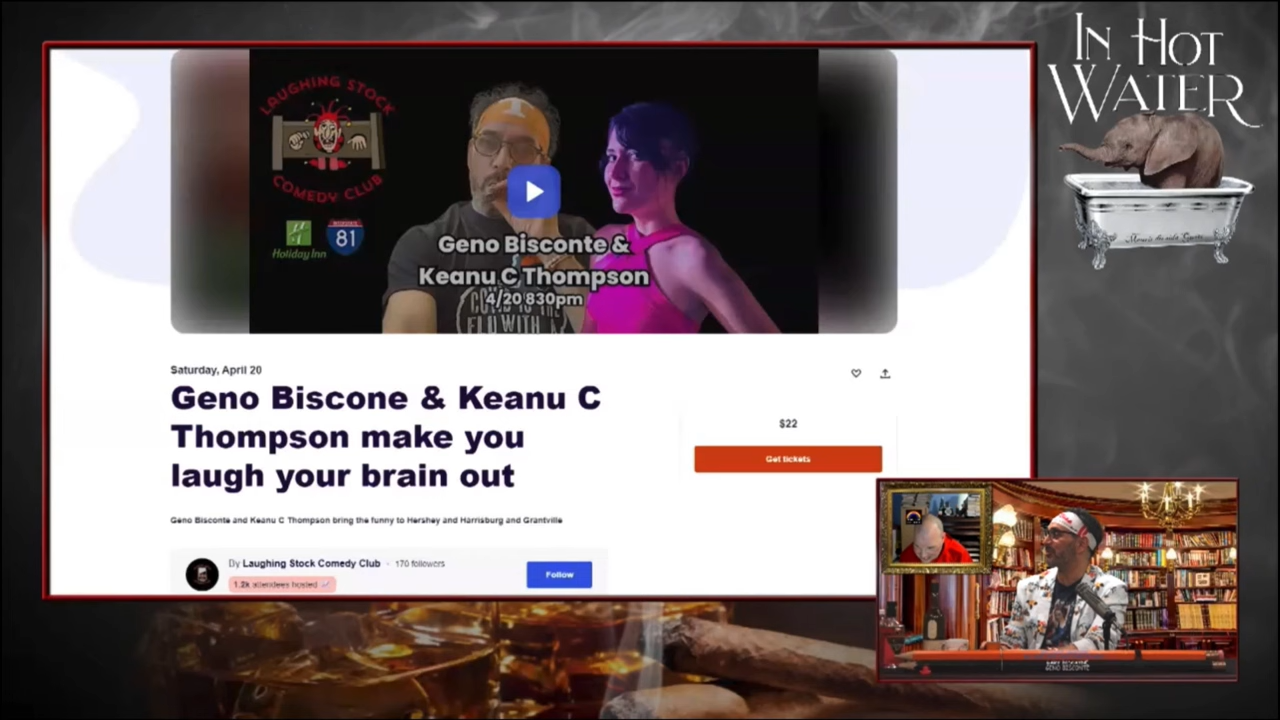 IN HOT
WATER
LAUGHING STOCK
COMEDY CLUB
Holiday Inn
81
Geno Bisconte &
Keanu C Thompson
4/20 830pm
Saturday, April 20
Geno Biscone & Keanu C
Thompson make you
laugh your brain out
$22
Get tickets
Geno Bisconte and Keanu C Thompson bring the funny to Hershey and Harrisburg and Grantville
By Laughing Stock Comedy Club · 170 followers
1.2k attendees hosted
Follow
GENO BISCONTE